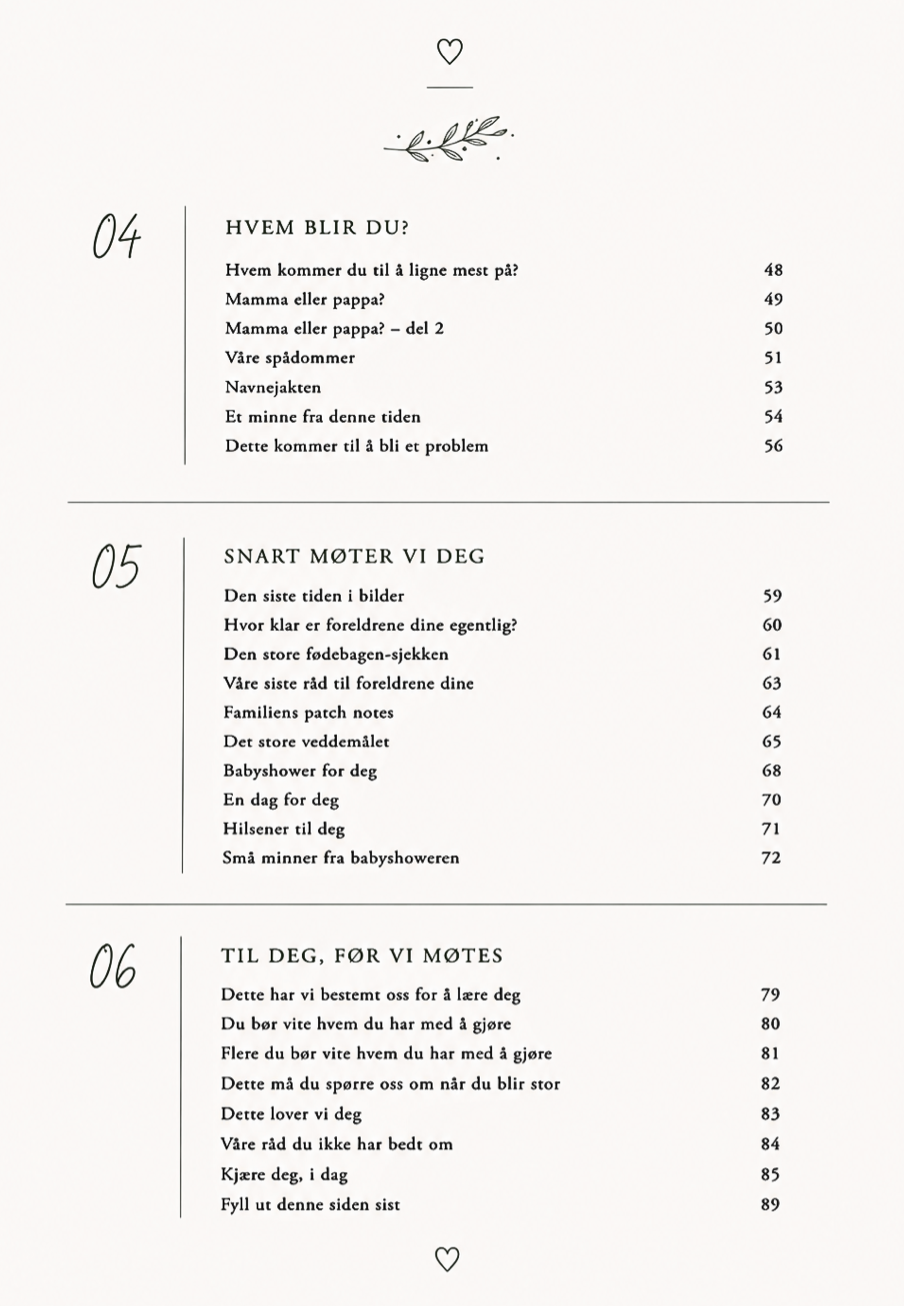 04
HVEM BLIR DU?
Hvem kommer du til å ligne mest på? 48
Mamma eller pappa? 49
Mamma eller pappa? – del 2 50
Våre spådommer 51
Navnejakten 53
Et minne fra denne tiden 54
Dette kommer til å bli et problem 56
05
SNART MØTER VI DEG
Den siste tiden i bilder 59
Hvor klar er foreldrene dine egentlig? 60
Den store fødebagen-sjekken 61
Våre siste råd til foreldrene dine 63
Familiens patch notes 64
Det store veddemålet 65
Babyshower for deg 68
En dag for deg 70
Hilsener til deg 71
Små minner fra babyshoweren 72
06
TIL DEG, FØR VI MØTES
Dette har vi bestemt oss for å lære deg 79
Du bør vite hvem du har med å gjøre 80
Flere du bør vite hvem du har med å gjøre 81
Dette må du spørre oss om når du blir stor 82
Dette lover vi deg 83
Våre råd du ikke har bedt om 84
Kjære deg, i dag 85
Fyll ut denne siden sist 89